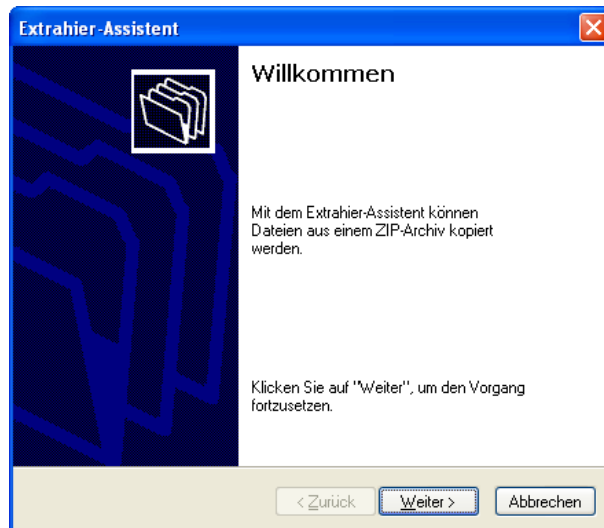 Extrahier-Assistent
Willkommen
Mit dem Extrahier-Assistent können
Dateien aus einem ZIP-Archiv kopiert
werden.
Klicken Sie auf "Weiter", um den Vorgang
fortzusetzen.
< Zurück Weiter > Abbrechen